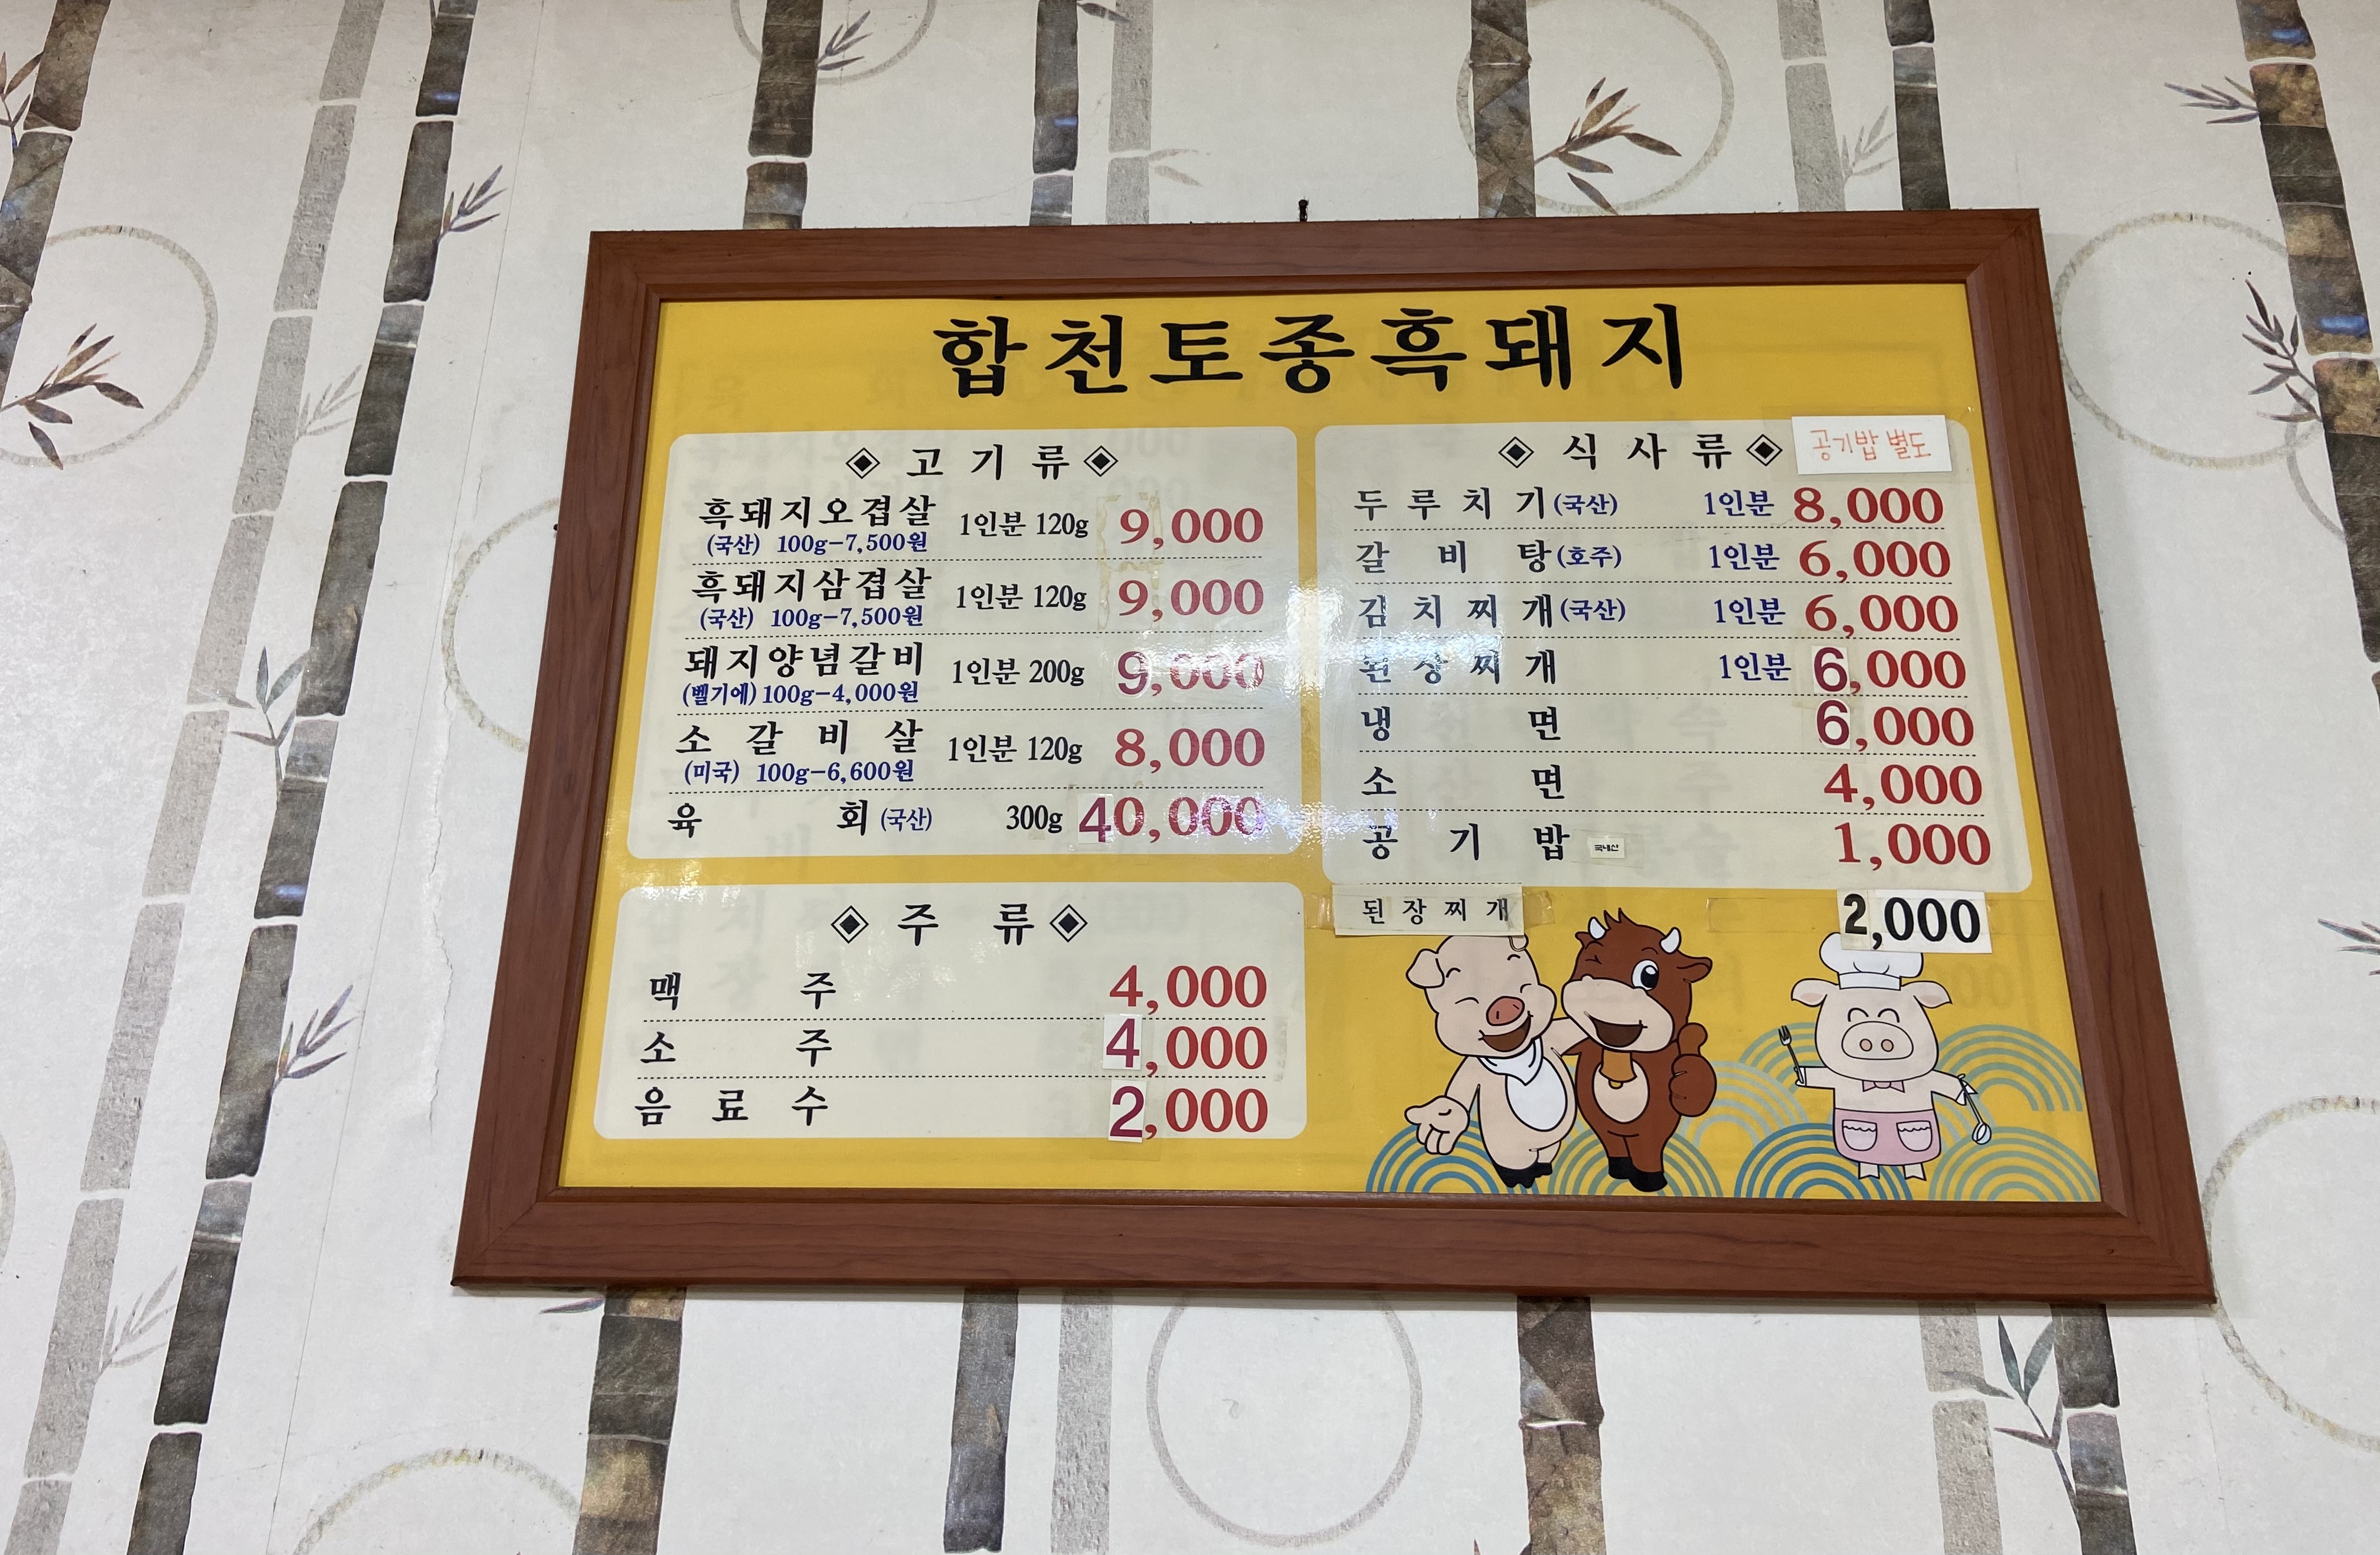 합천토종흑돼지
◈ 고기류 ◈
흑돼지오겹살 1인분 120g 9,000
(국산) 100g-7,500원
흑돼지삼겹살 1인분 120g 9,000
(국산) 100g-7,500원
돼지양념갈비 1인분 200g 9,000
(벨기에) 100g-4,000원
소갈비살 1인분 120g 8,000
(미국) 100g-6,600원
육회 (국산) 300g 40,000
◈ 주류 ◈
맥주 4,000
소주 4,000
음료수 2,000
◈ 식사류 ◈ 공기밥 별도
두루치기 (국산) 1인분 8,000
갈비탕 (호주) 1인분 6,000
김치찌개 (국산) 1인분 6,000
된장찌개 1인분 6,000
냉면 6,000
소면 4,000
공기밥 국내산 1,000
된장찌개 2,000